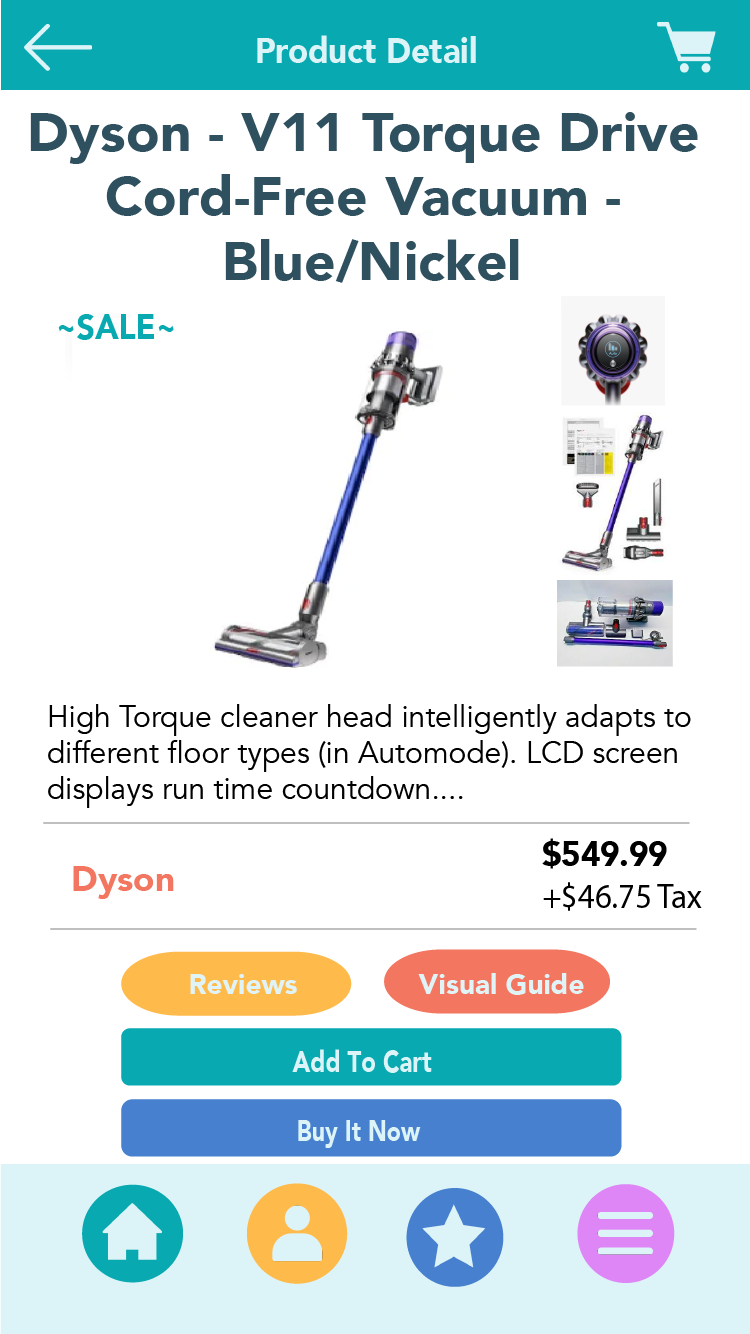 Product Detail
Dyson - V11 Torque Drive
Cord-Free Vacuum -
Blue/Nickel
~SALE~
High Torque cleaner head intelligently adapts to
different floor types (in Automode). LCD screen
displays run time countdown....
$549.99
Dyson
+$46.75 Tax
Reviews
Visual Guide
Add To Cart
Buy It Now